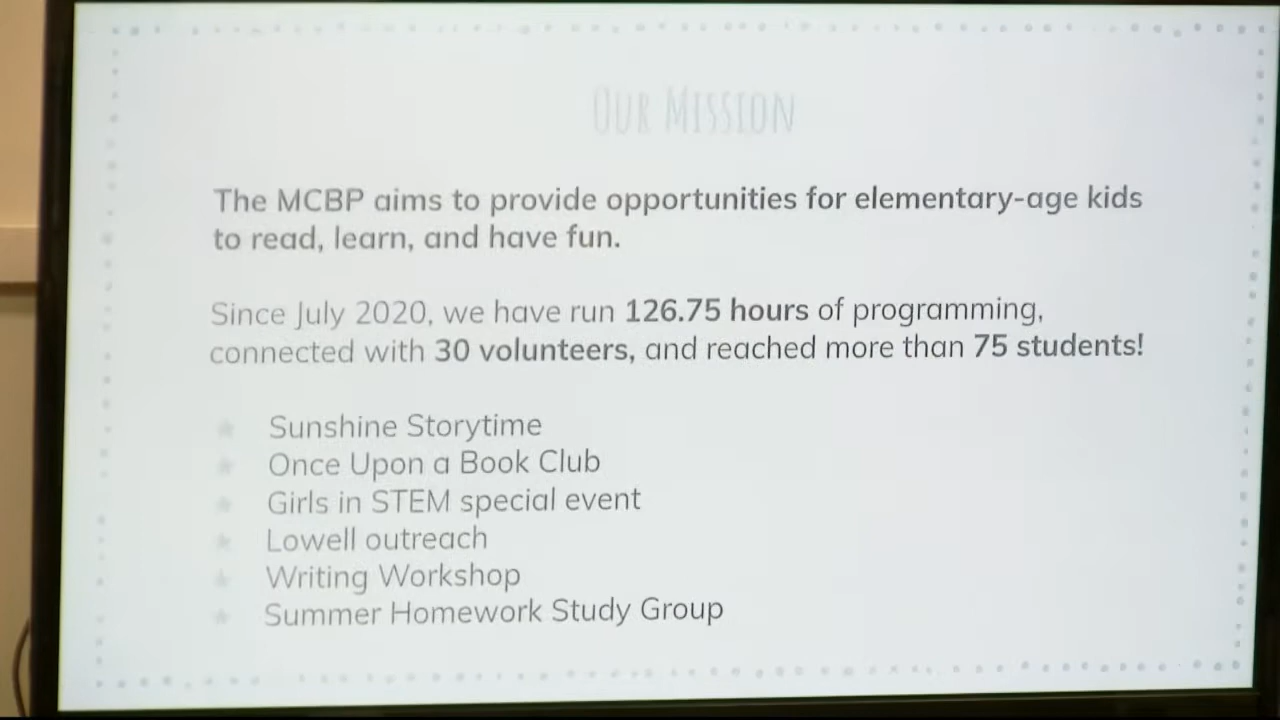 Our Mission
The MCBP aims to provide opportunities for elementary-age kids
to read, learn, and have fun.
Since July 2020, we have run 126.75 hours of programming,
connected with 30 volunteers, and reached more than 75 students!
Sunshine Storytime
Once Upon a Book Club
Girls in STEM special event
Lowell outreach
Writing Workshop
Summer Homework Study Group